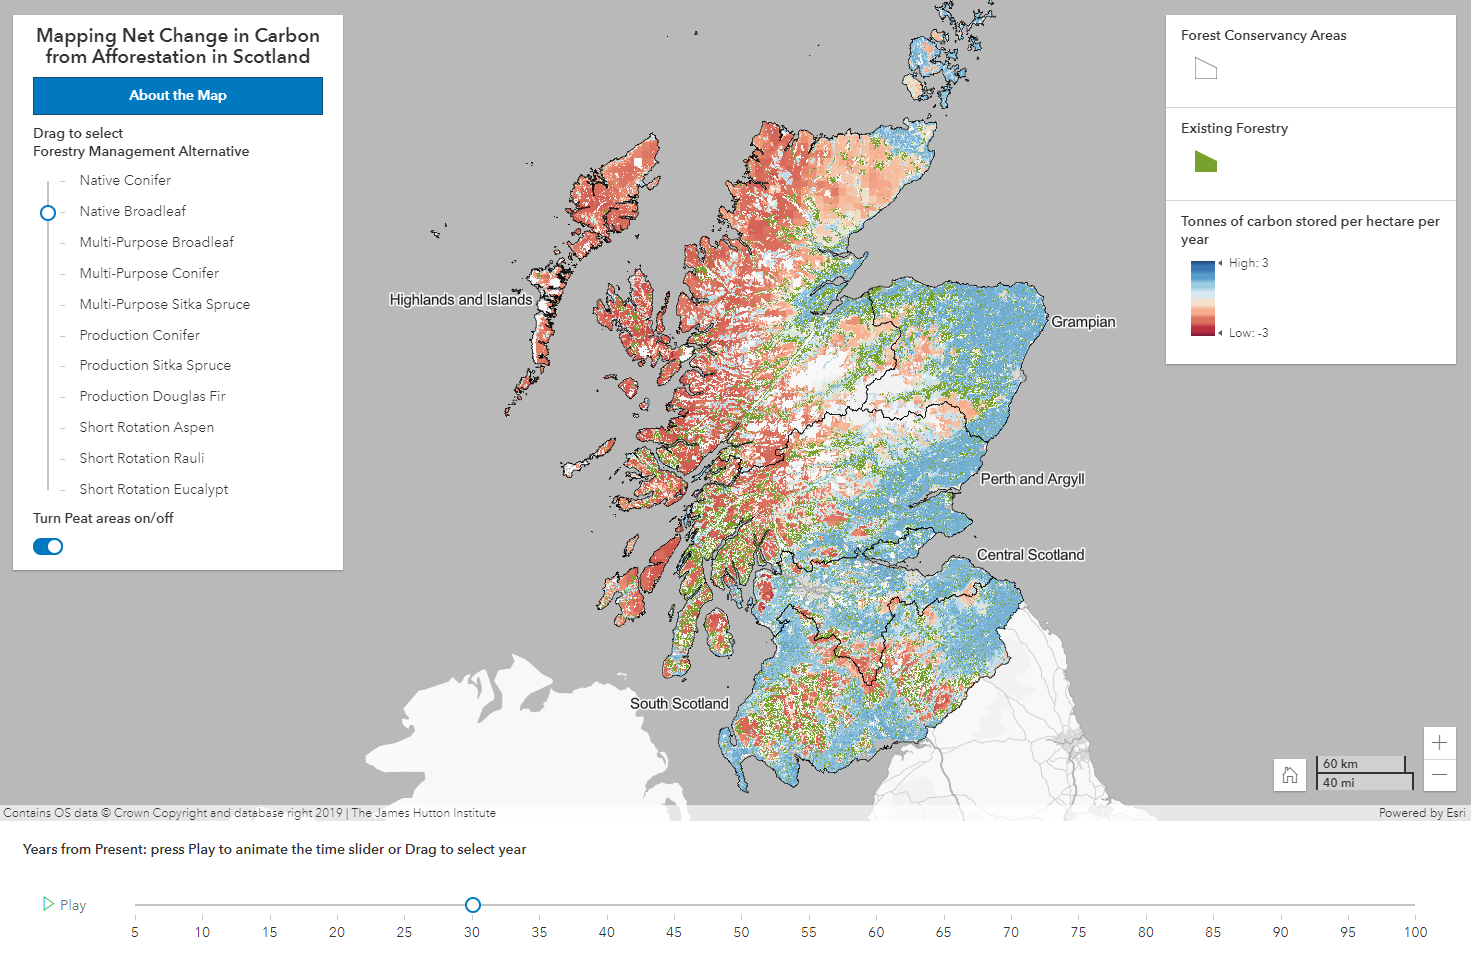 Mapping Net Change in Carbon
from Afforestation in Scotland
About the Map
Drag to select
Forestry Management Alternative
Native Conifer
Native Broadleaf
Multi-Purpose Broadleaf
Multi-Purpose Conifer
Multi-Purpose Sitka Spruce
Production Conifer
Production Sitka Spruce
Production Douglas Fir
Short Rotation Aspen
Short Rotation Rauli
Short Rotation Eucalypt
Turn Peat areas on/off
Highlands and Islands
Grampian
Perth and Argyll
Central Scotland
South Scotland
Forest Conservancy Areas
Existing Forestry
Tonnes of carbon stored per hectare per
year
High: 3
Low: -3
60 km
40 mi
Contains OS data © Crown Copyright and database right 2019 | The James Hutton Institute
Powered by Esri
Years from Present: press Play to animate the time slider or Drag to select year
Play
5 10 15 20 25 30 35 40 45 50 55 60 65 70 75 80 85 90 95 100